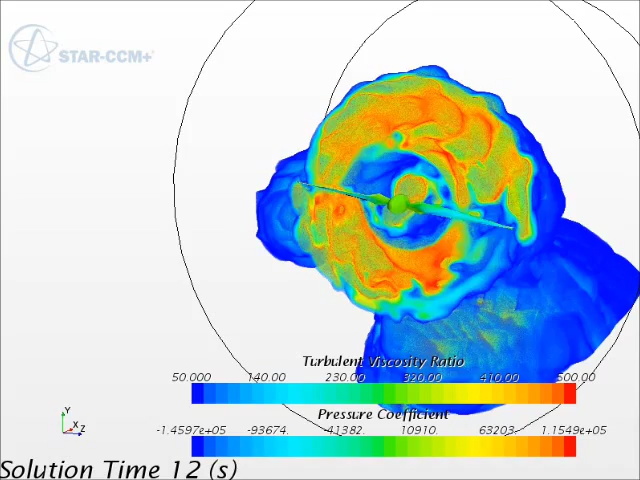 STAR-CCM+
Turbulent Viscosity Ratio
50.000 140.00 230.00 320.00 410.00 500.00
Pressure Coefficient
-1.4597e+05 -93674. -41382. 10910. 63203. 1.1549e+05
Y
X
Z
Solution Time 12 (s)